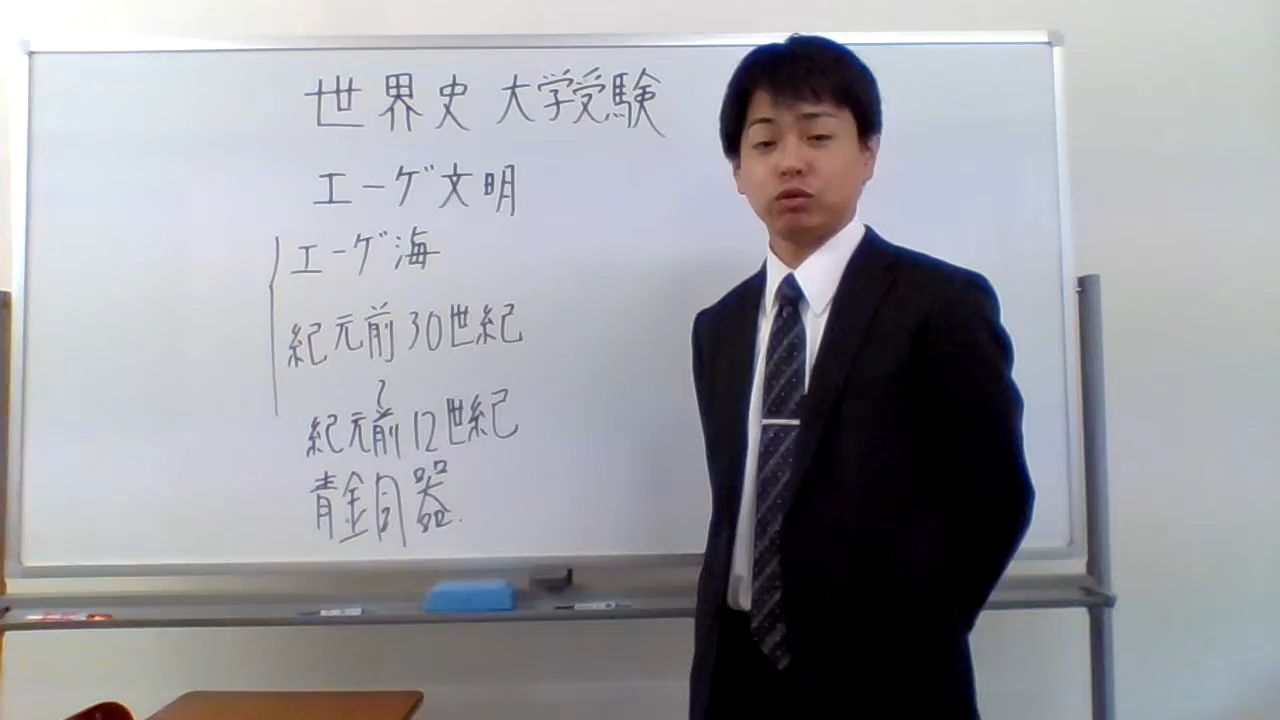 世界史 大学受験
エーゲ文明
エーゲ海
紀元前30世紀
〜
紀元前12世紀
青銅器